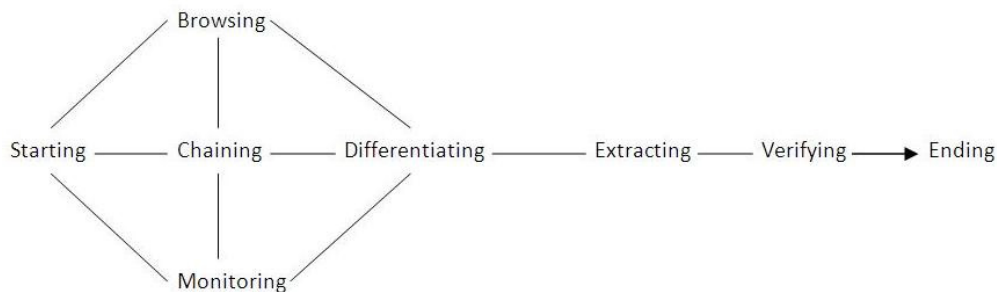 Browsing
Starting Chaining Differentiating Extracting Verifying Ending
Monitoring